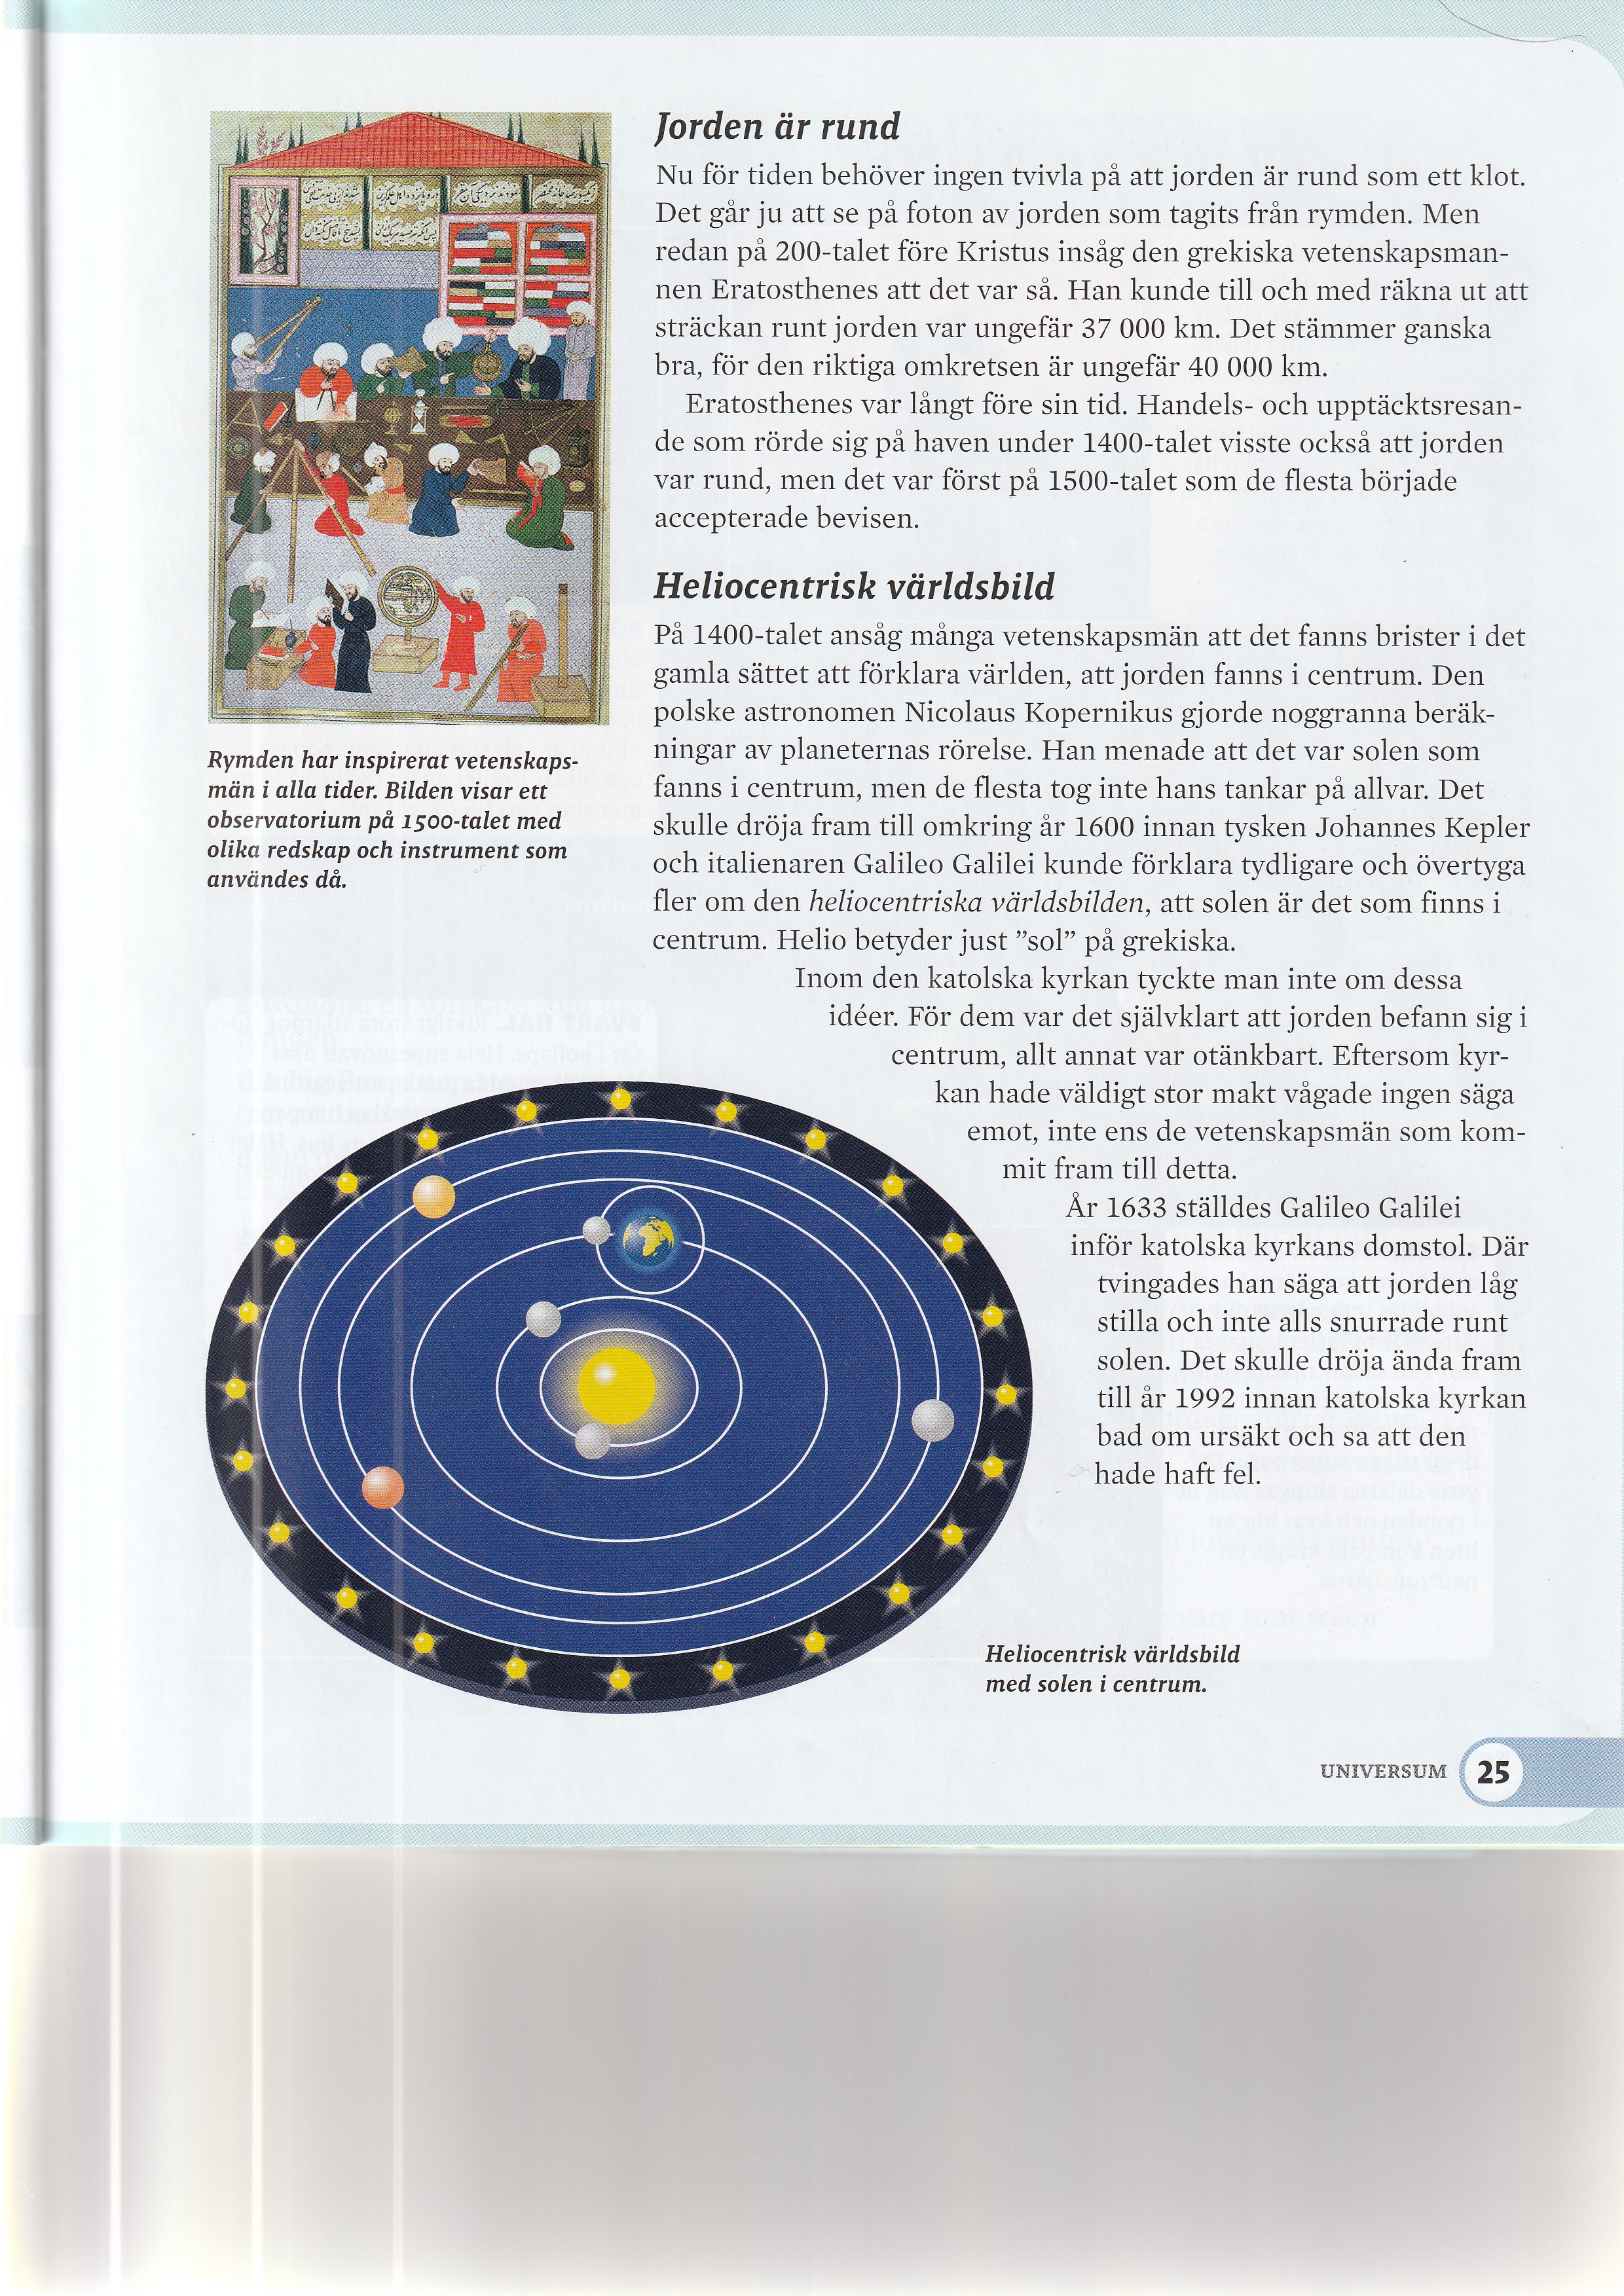 Jorden är rund
Nu för tiden behöver ingen tvivla på att jorden är rund som ett klot.
Det går ju att se på foton av jorden som tagits från rymden. Men
redan på 200-talet före Kristus insåg den grekiska vetenskapsman-
nen Eratosthenes att det var så. Han kunde till och med räkna ut att
sträckan runt jorden var ungefär 37 000 km. Det stämmer ganska
bra, för den riktiga omkretsen är ungefär 40 000 km.
Eratosthenes var långt före sin tid. Handels- och upptäcktsresan-
de som rörde sig på haven under 1400-talet visste också att jorden
var rund, men det var först på 1500-talet som de flesta började
accepterade bevisen.
Heliocentrisk världsbild
På 1400-talet ansåg många vetenskapsmän att det fanns brister i det
gamla sättet att förklara världen, att jorden fanns i centrum. Den
polske astronomen Nicolaus Kopernikus gjorde noggranna beräk-
ningar av planeternas rörelse. Han menade att det var solen som
fanns i centrum, men de flesta tog inte hans tankar på allvar. Det
skulle dröja fram till omkring år 1600 innan tysken Johannes Kepler
och italienaren Galileo Galilei kunde förklara tydligare och övertyga
fler om den heliocentriska världsbilden, att solen är det som finns i
centrum. Helio betyder just ”sol” på grekiska.
Inom den katolska kyrkan tyckte man inte om dessa
idéer. För dem var det självklart att jorden befann sig i
centrum, allt annat var otänkbart. Eftersom kyr-
kan hade väldigt stor makt vågade ingen säga
emot, inte ens de vetenskapsmän som kom-
mit fram till detta.
År 1633 ställdes Galileo Galilei
inför katolska kyrkans domstol. Där
tvingades han säga att jorden låg
stilla och inte alls snurrade runt
solen. Det skulle dröja ända fram
till år 1992 innan katolska kyrkan
bad om ursäkt och sa att den
hade haft fel.
Rymden har inspirerat vetenskaps-
män i alla tider. Bilden visar ett
observatorium på 1500-talet med
olika redskap och instrument som
användes då.
Heliocentrisk världsbild
med solen i centrum.
UNIVERSUM 25